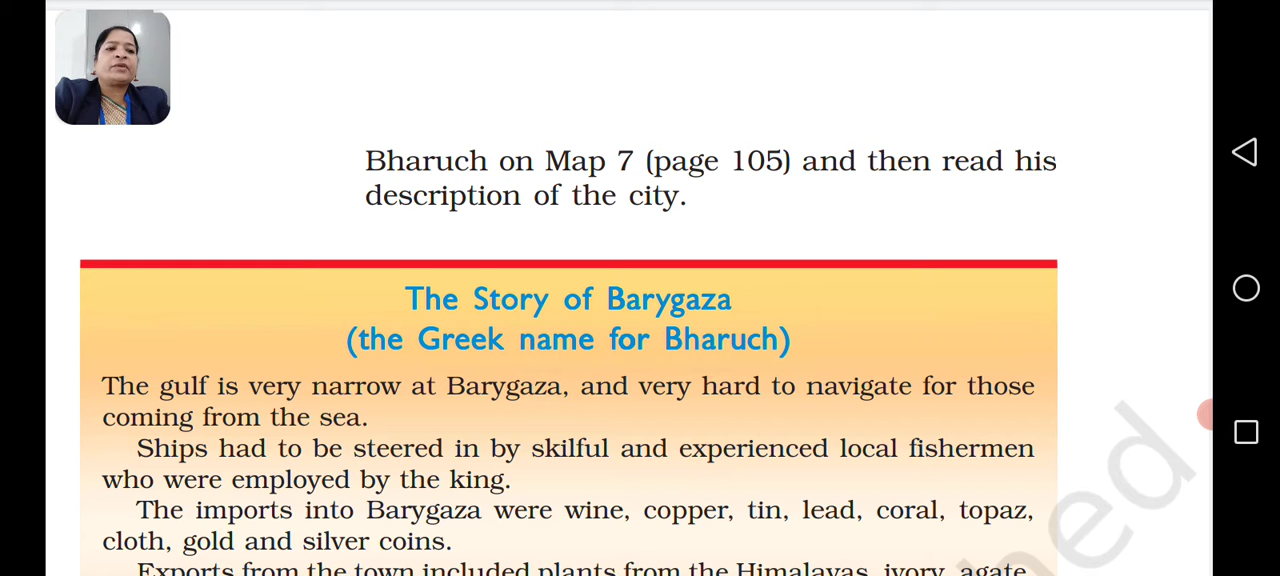 Bharuch on Map 7 (page 105) and then read his
description of the city.
The Story of Barygaza
(the Greek name for Bharuch)
The gulf is very narrow at Barygaza, and very hard to navigate for those
coming from the sea.
Ships had to be steered in by skilful and experienced local fishermen
who were employed by the king.
The imports into Barygaza were wine, copper, tin, lead, coral, topaz,
cloth, gold and silver coins.
Exports from the town included plants from the Himalayas, ivory, agate,